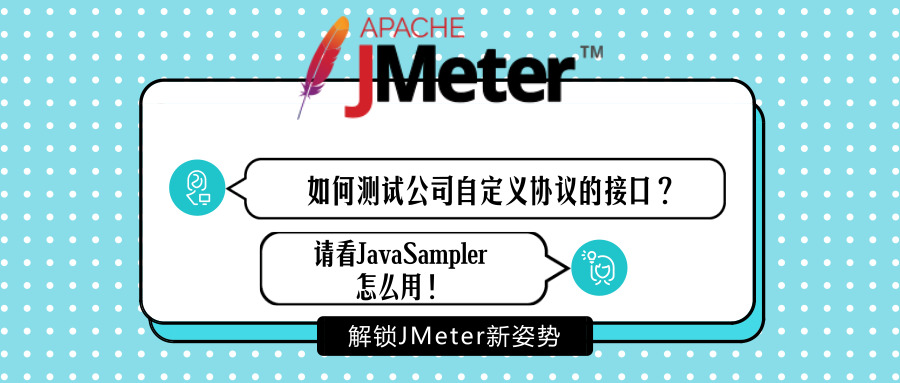 APACHE
JMeter™
如何测试公司自定义协议的接口？
请看JavaSampler
怎么用！
解锁JMeter新姿势